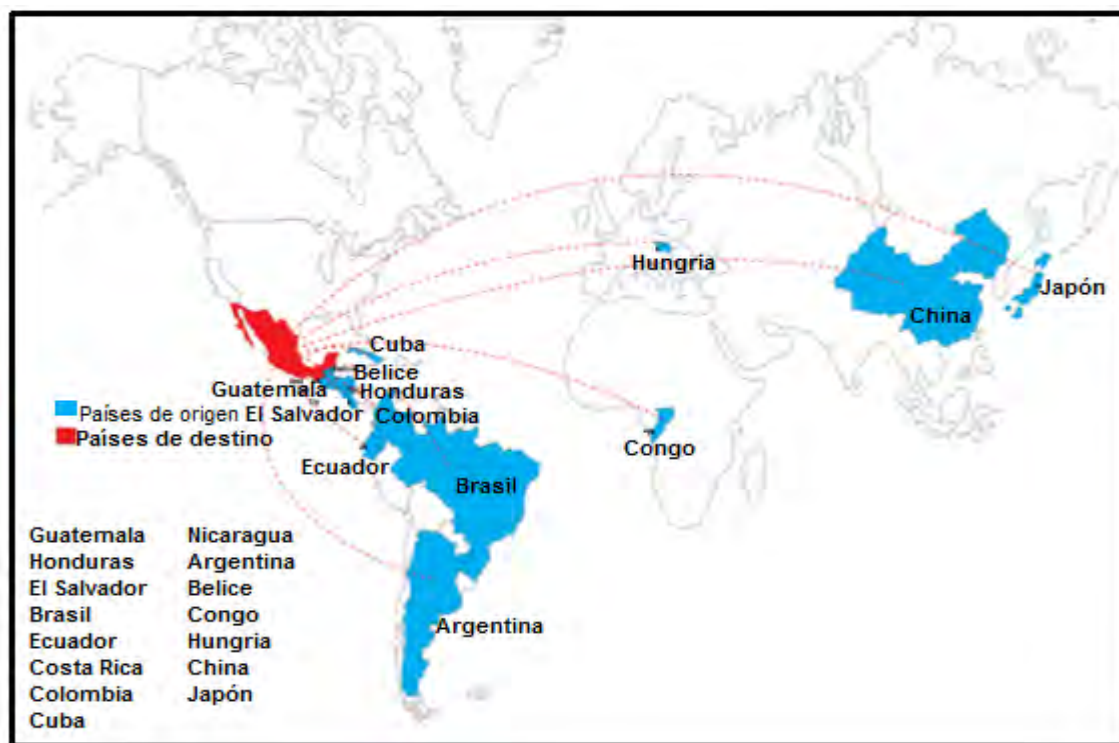 Hungria
Japón
China
Cuba
Belice
Guatemala
Honduras
Países de origen El Salvador
Colombia
Países de destino
Congo
Ecuador
Brasil
Argentina
Guatemala
Honduras
El Salvador
Brasil
Ecuador
Costa Rica
Colombia
Cuba
Nicaragua
Argentina
Belice
Congo
Hungria
China
Japón